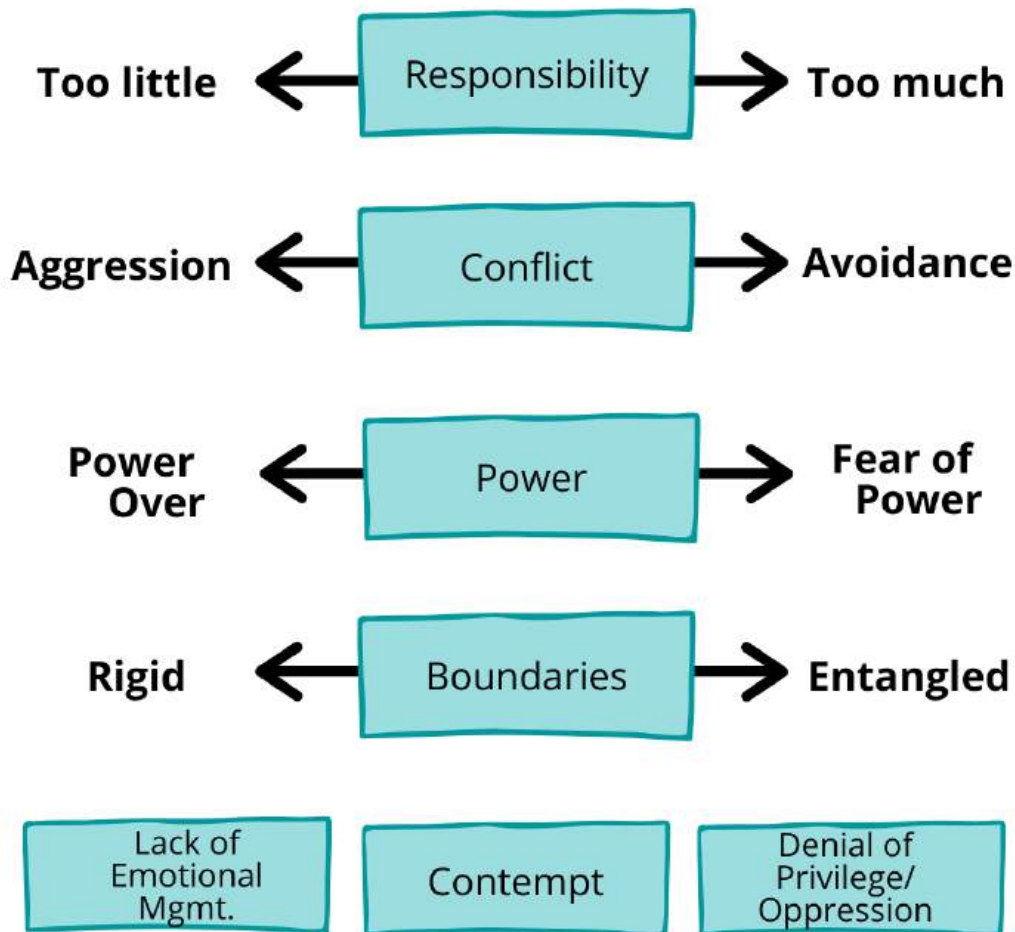 Too little Responsibility Too much
Aggression Conflict Avoidance
Power
Over
Power
Fear of
Power
Rigid Boundaries Entangled
Lack of
Emotional
Mgmt.
Contempt
Denial of
Privilege/
Oppression